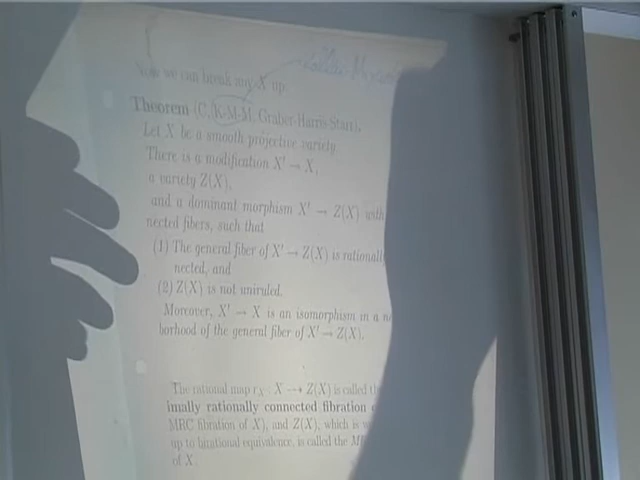 Now we can break any X up.
Theorem (C, K-M-M, Graber-Harris-Starr).
Let X be a smooth projective variety.
There is a modification X' → X,
a variety Z(X),
and a dominant morphism X' → Z(X) with
nected fibers, such that
(1) The general fiber of X' → Z(X) is rationall
nected, and
(2) Z(X) is not uniruled.
Moreover, X' → X is an isomorphism in a ne
borhood of the general fiber of X' → Z(X).
The rational map r_X : X ⇢ Z(X) is called th
imally rationally connected fibration
MRC fibration of X), and Z(X), which is w
up to birational equivalence, is called the M
of X.